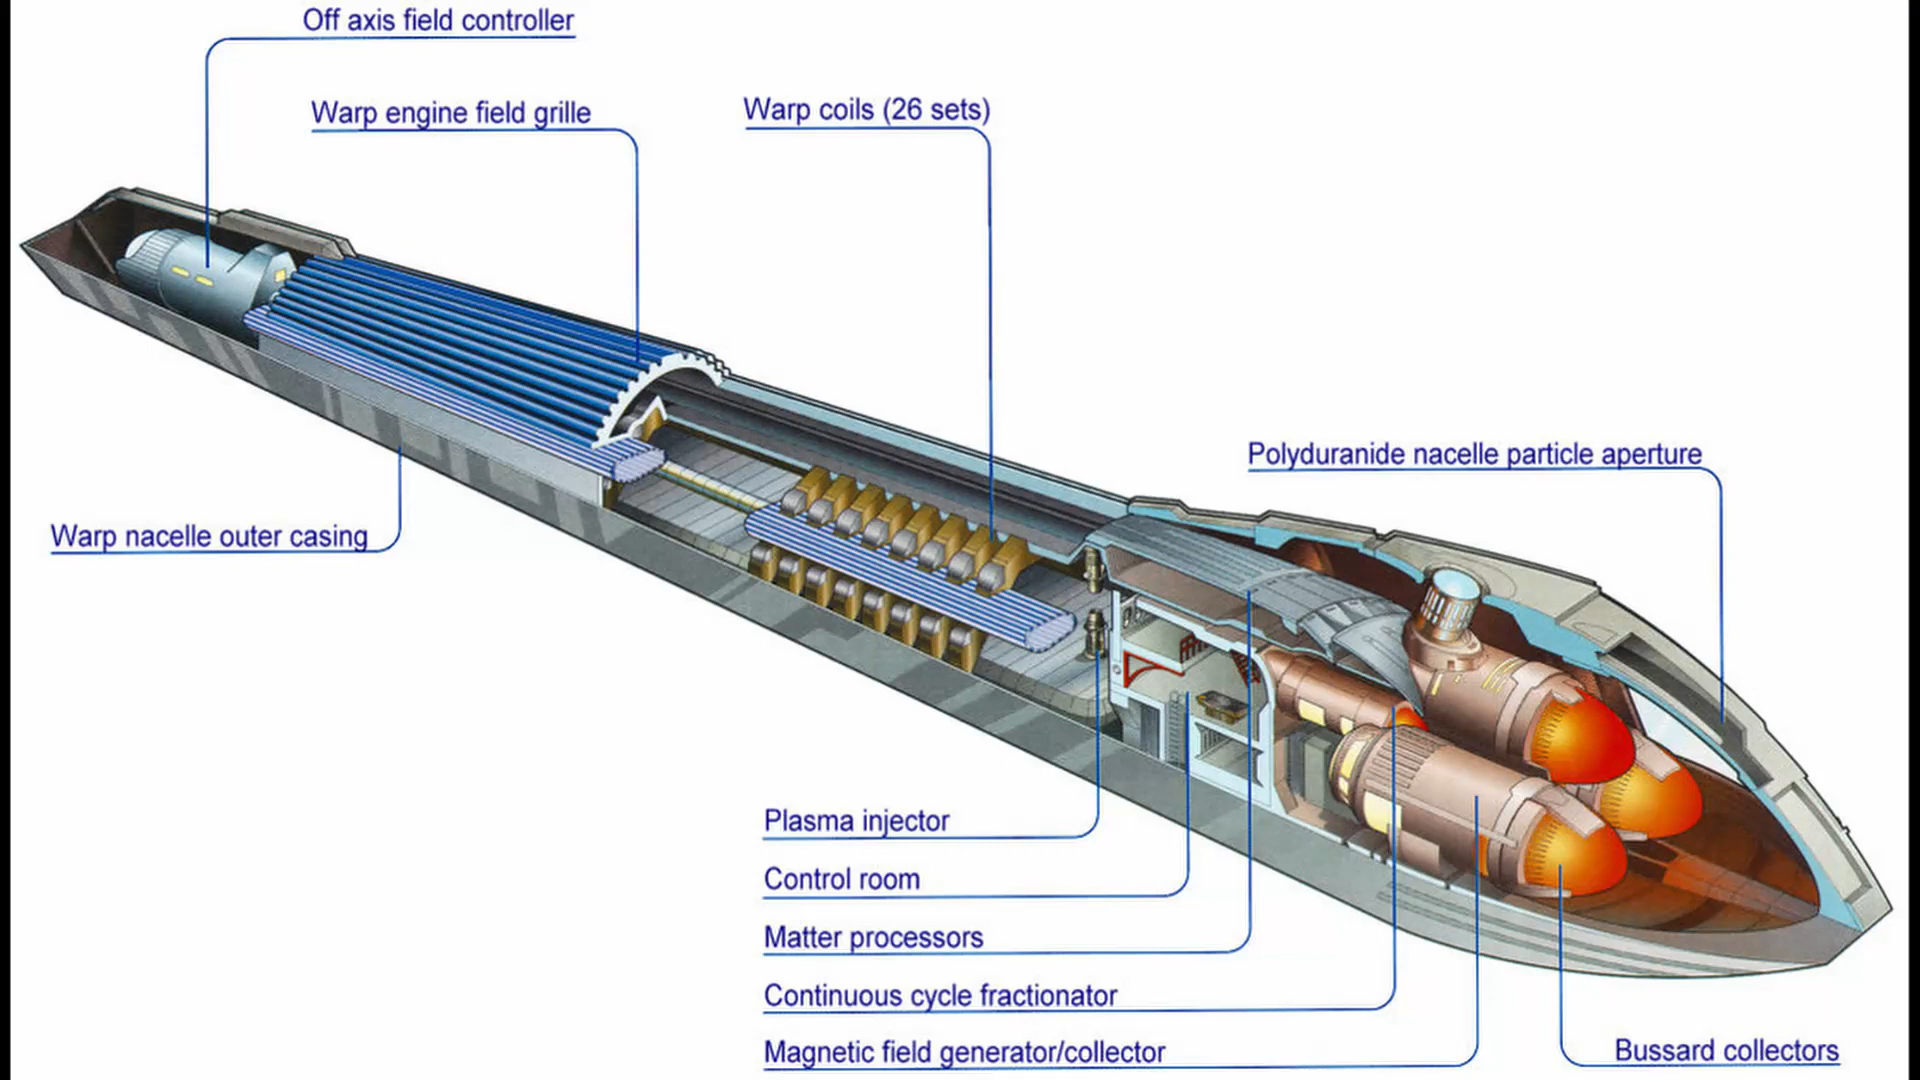 Off axis field controller
Warp engine field grille
Warp coils (26 sets)
Polyduranide nacelle particle aperture
Warp nacelle outer casing
Plasma injector
Control room
Matter processors
Continuous cycle fractionator
Magnetic field generator/collector
Bussard collectors